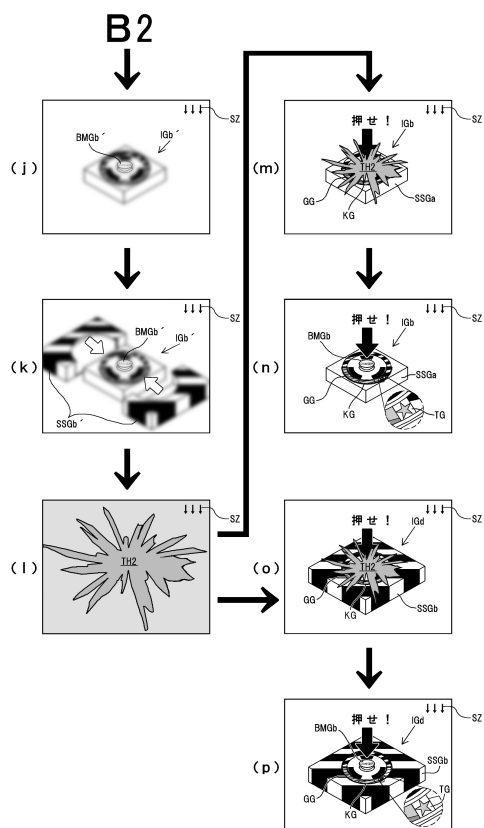 B2
(j)
BMGb´
IGb´
SZ
(k)
BMGb´
IGb´
SZ
SSGb´
(l)
TH2
SZ
(m)
押せ！
IGb
SZ
TH2
GG
KG
SSGa
(n)
押せ！
IGb
SZ
BMGb
SSGa
GG
KG
TG
(o)
押せ！
IGd
SZ
TH2
GG
KG
SSGb
(p)
押せ！
IGd
SZ
BMGb
SSGb
GG
KG
TG